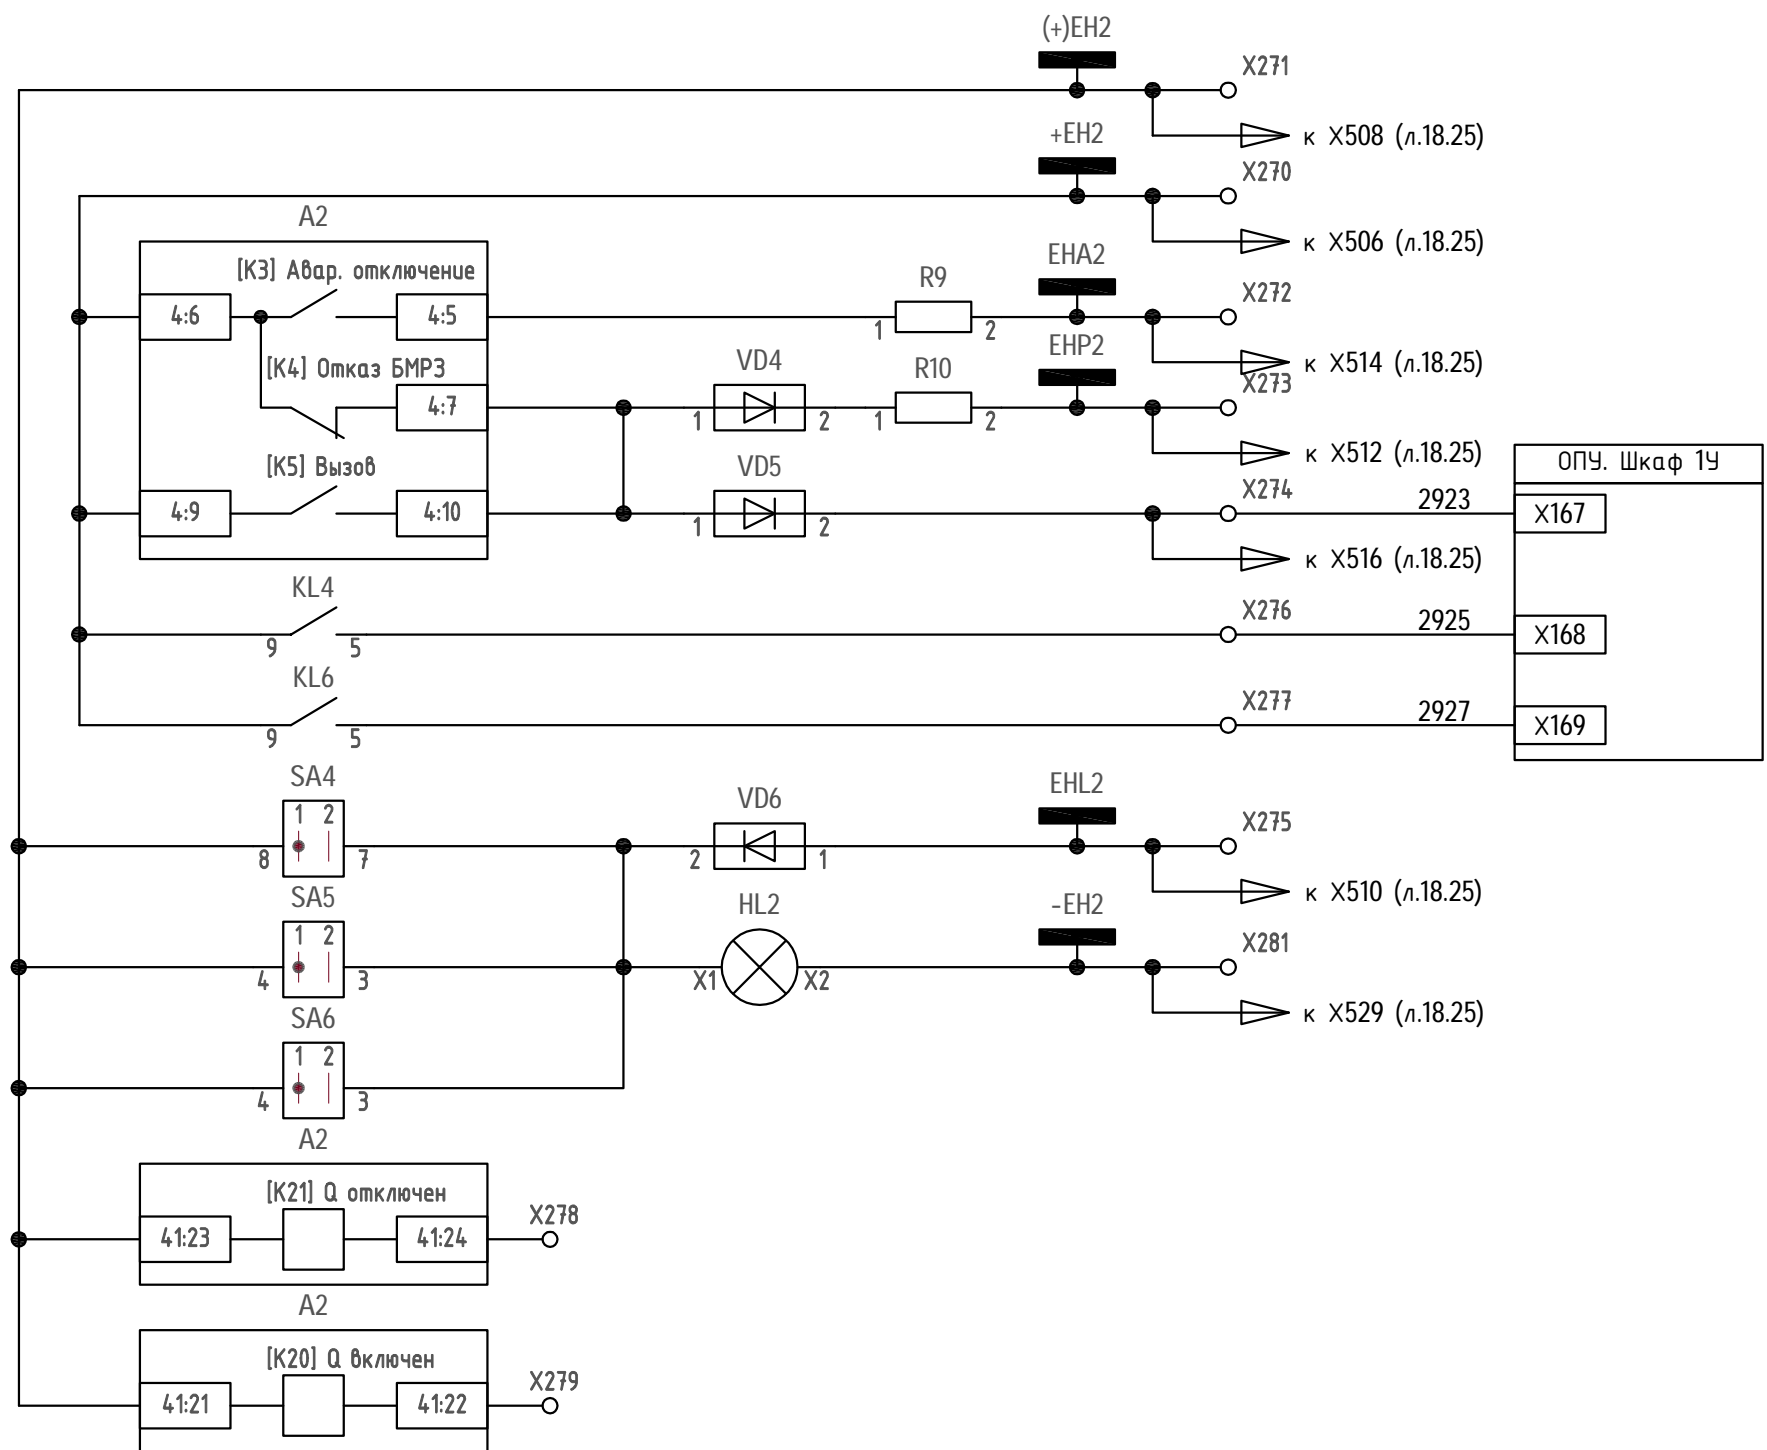 (+)EH2
X271
к X508 (л.18.25)
+EH2
X270
к X506 (л.18.25)
A2
[K3] Авар. отключение
4:6
4:5
R9
1
2
EHA2
X272
к X514 (л.18.25)
[K4] Отказ БМРЗ
4:7
VD4
1
2
R10
1
2
EHP2
X273
к X512 (л.18.25)
[K5] Вызов
4:9
4:10
VD5
1
2
X274
2923
ОПУ. Шкаф 1У
X167
к X516 (л.18.25)
KL4
9
5
X276
2925
X168
KL6
9
5
X277
2927
X169
SA4
1 2
8
7
VD6
2
1
EHL2
X275
к X510 (л.18.25)
SA5
1 2
4
3
HL2
X1
X2
-EH2
X281
к X529 (л.18.25)
SA6
1 2
4
3
A2
[K21] Q отключен
41:23
41:24
X278
A2
[K20] Q включен
41:21
41:22
X279